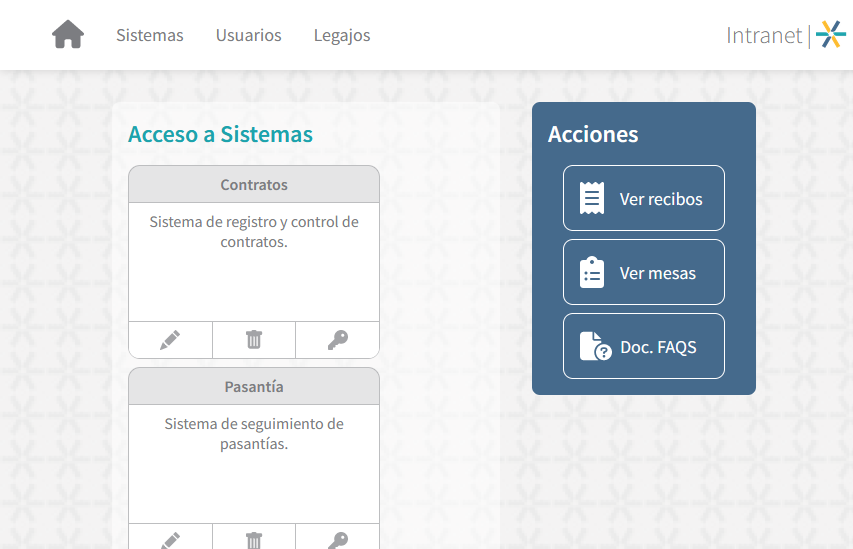 Sistemas Usuarios Legajos Intranet |
Acceso a Sistemas
Contratos
Sistema de registro y control de
contratos.
Pasantía
Sistema de seguimiento de
pasantías.
Acciones
Ver recibos
Ver mesas
Doc. FAQS